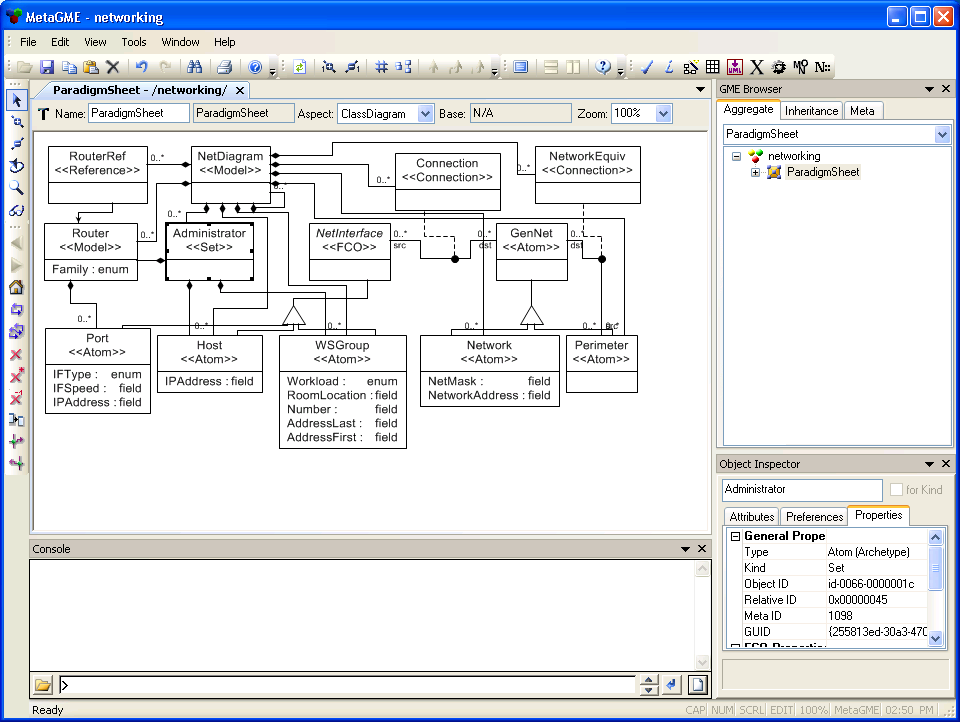 MetaGME - networking
File Edit View Tools Window Help
ParadigmSheet - /networking/
Name: ParadigmSheet ParadigmSheet Aspect: ClassDiagram Base: N/A Zoom: 100%
RouterRef
<<Reference>>
0..*
NetDiagram
<<Model>>
0..*
Connection
<<Connection>>
0..*
NetworkEquiv
<<Connection>>
0..*
Router
<<Model>>
Family : enum
0..*
0..*
Administrator
<<Set>>
NetInterface
<<FCO>>
0..*
src
0..*
dst
GenNet
<<Atom>>
0..*
dst
0..*
Port
<<Atom>>
IFType : enum
IFSpeed : field
IPAddress : field
0..*
Host
<<Atom>>
IPAddress : field
0..*
WSGroup
<<Atom>>
Workload : enum
RoomLocation : field
Number : field
AddressLast : field
AddressFirst : field
0..*
Network
<<Atom>>
NetMask : field
NetworkAddress : field
0..*
src
Perimeter
<<Atom>>
GME Browser
Aggregate Inheritance Meta
ParadigmSheet
networking
ParadigmSheet
Object Inspector
Administrator for Kind
Attributes Preferences Properties
General Prope
Type Atom (Archetype)
Kind Set
Object ID id-0066-0000001c
Relative ID 0x00000045
Meta ID 1098
GUID {255813ed-30a3-470
Console
>
Ready
CAP NUM SCRL EDIT 100% MetaGME 02:50 PM